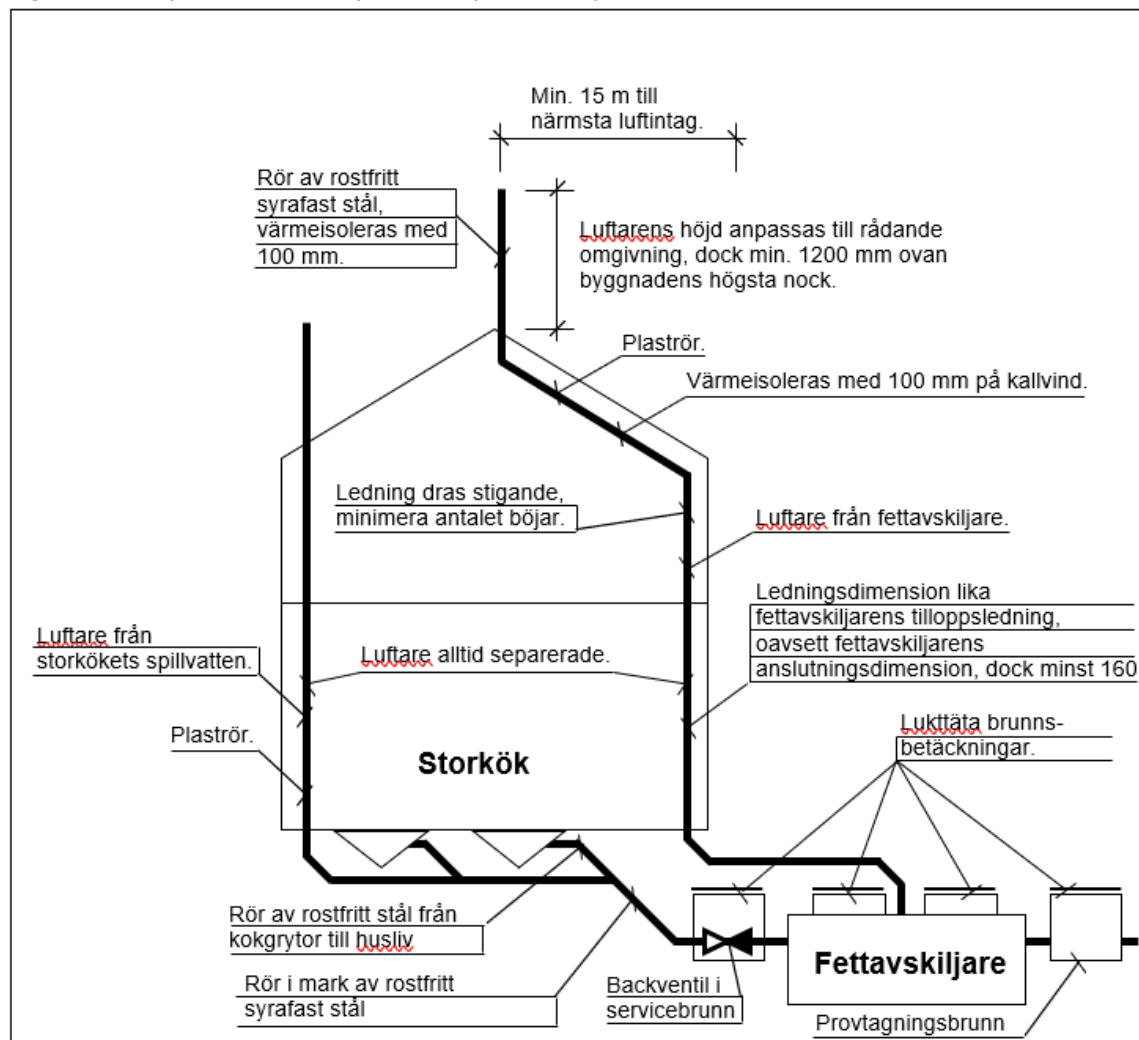 Min. 15 m till
närmsta luftintag.
Rör av rostfritt
syrafast stål,
värmeisoleras med
100 mm.
Luftarens höjd anpassas till rådande
omgivning, dock min. 1200 mm ovan
byggnadens högsta nock.
Plaströr.
Värmeisoleras med 100 mm på kallvind.
Ledning dras stigande,
minimera antalet böjar.
Luftare från fettavskiljare.
Ledningsdimension lika
fettavskiljarens tilloppsledning,
oavsett fettavskiljarens
anslutningsdimension, dock minst 160
Luftare från
storkökets spillvatten.
Luftare alltid separerade.
Plaströr.
Lukttäta brunns-
betäckningar.
Storkök
Rör av rostfritt stål från
kokgrytor till husliv
Rör i mark av rostfritt
syrafast stål
Backventil i
servicebrunn
Fettavskiljare
Provtagningsbrunn